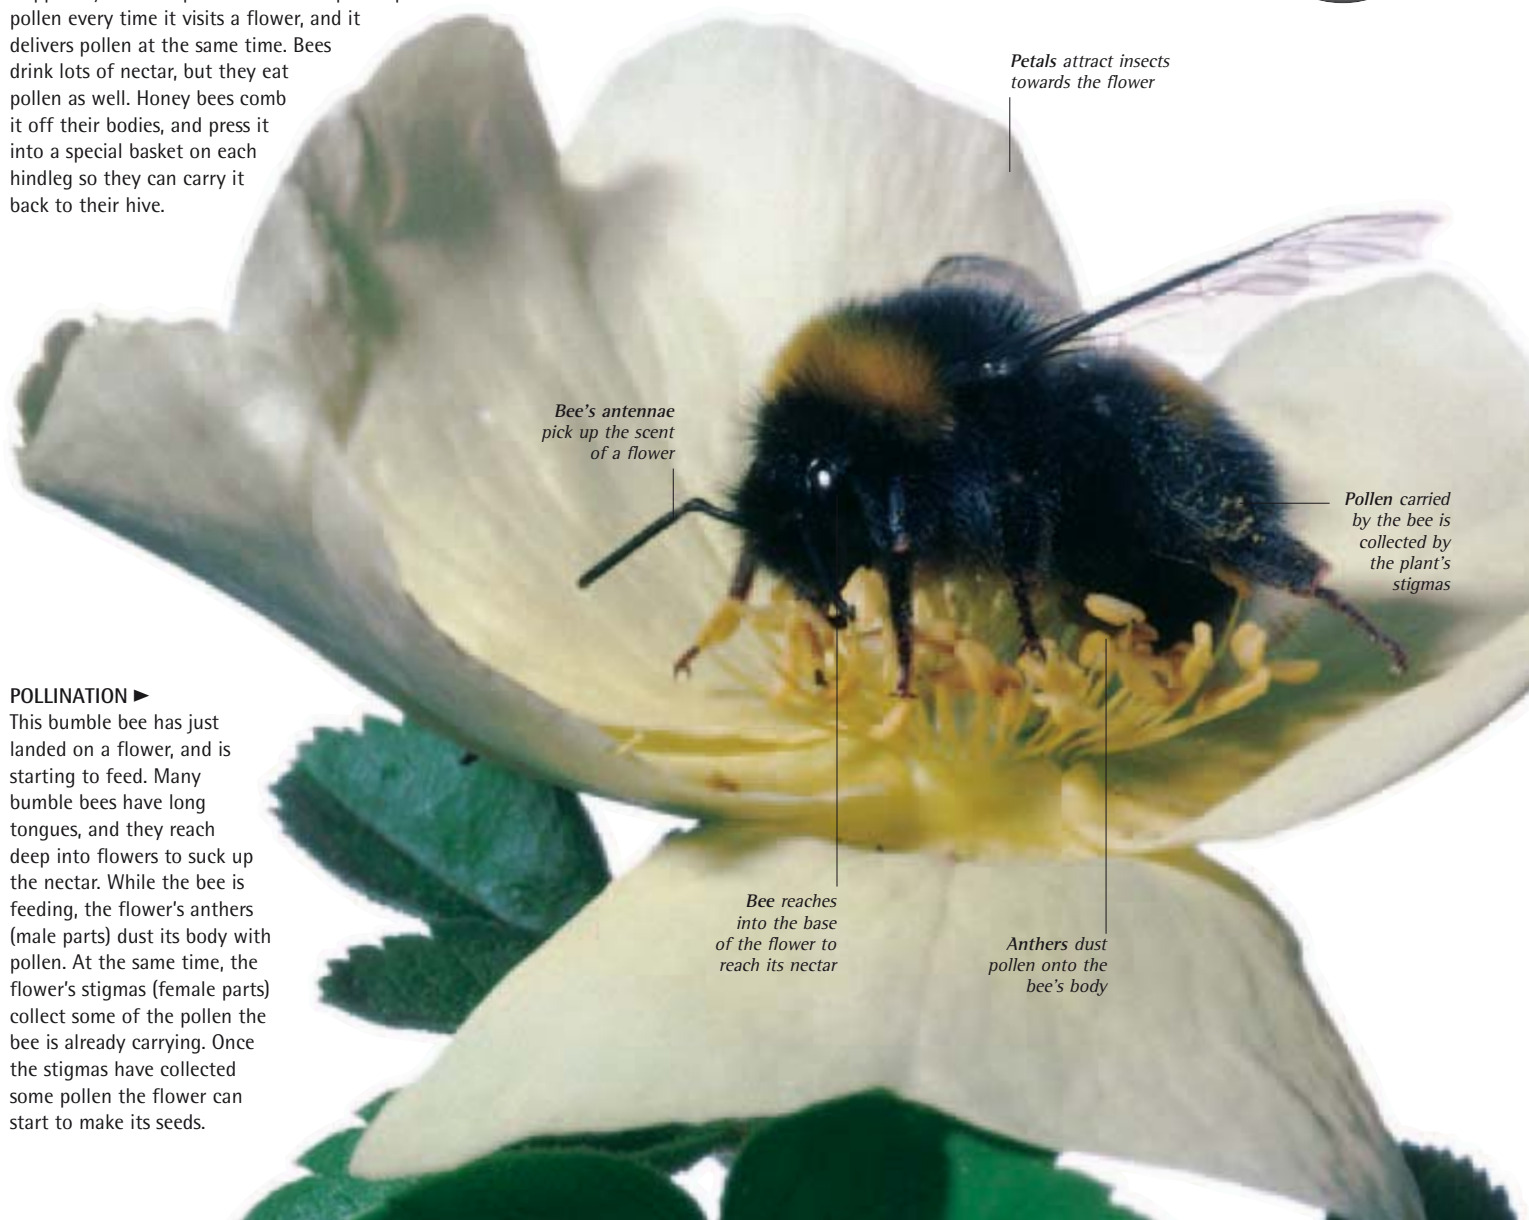 pollen every time it visits a flower, and it
delivers pollen at the same time. Bees
drink lots of nectar, but they eat
pollen as well. Honey bees comb
it off their bodies, and press it
into a special basket on each
hindleg so they can carry it
back to their hive.
Petals attract insects
towards the flower
Bee's antennae
pick up the scent
of a flower
Pollen carried
by the bee is
collected by
the plant's
stigmas
POLLINATION ►
This bumble bee has just
landed on a flower, and is
starting to feed. Many
bumble bees have long
tongues, and they reach
deep into flowers to suck up
the nectar. While the bee is
feeding, the flower's anthers
(male parts) dust its body with
pollen. At the same time, the
flower's stigmas (female parts)
collect some of the pollen the
bee is already carrying. Once
the stigmas have collected
some pollen the flower can
start to make its seeds.
Bee reaches
into the base
of the flower to
reach its nectar
Anthers dust
pollen onto the
bee's body